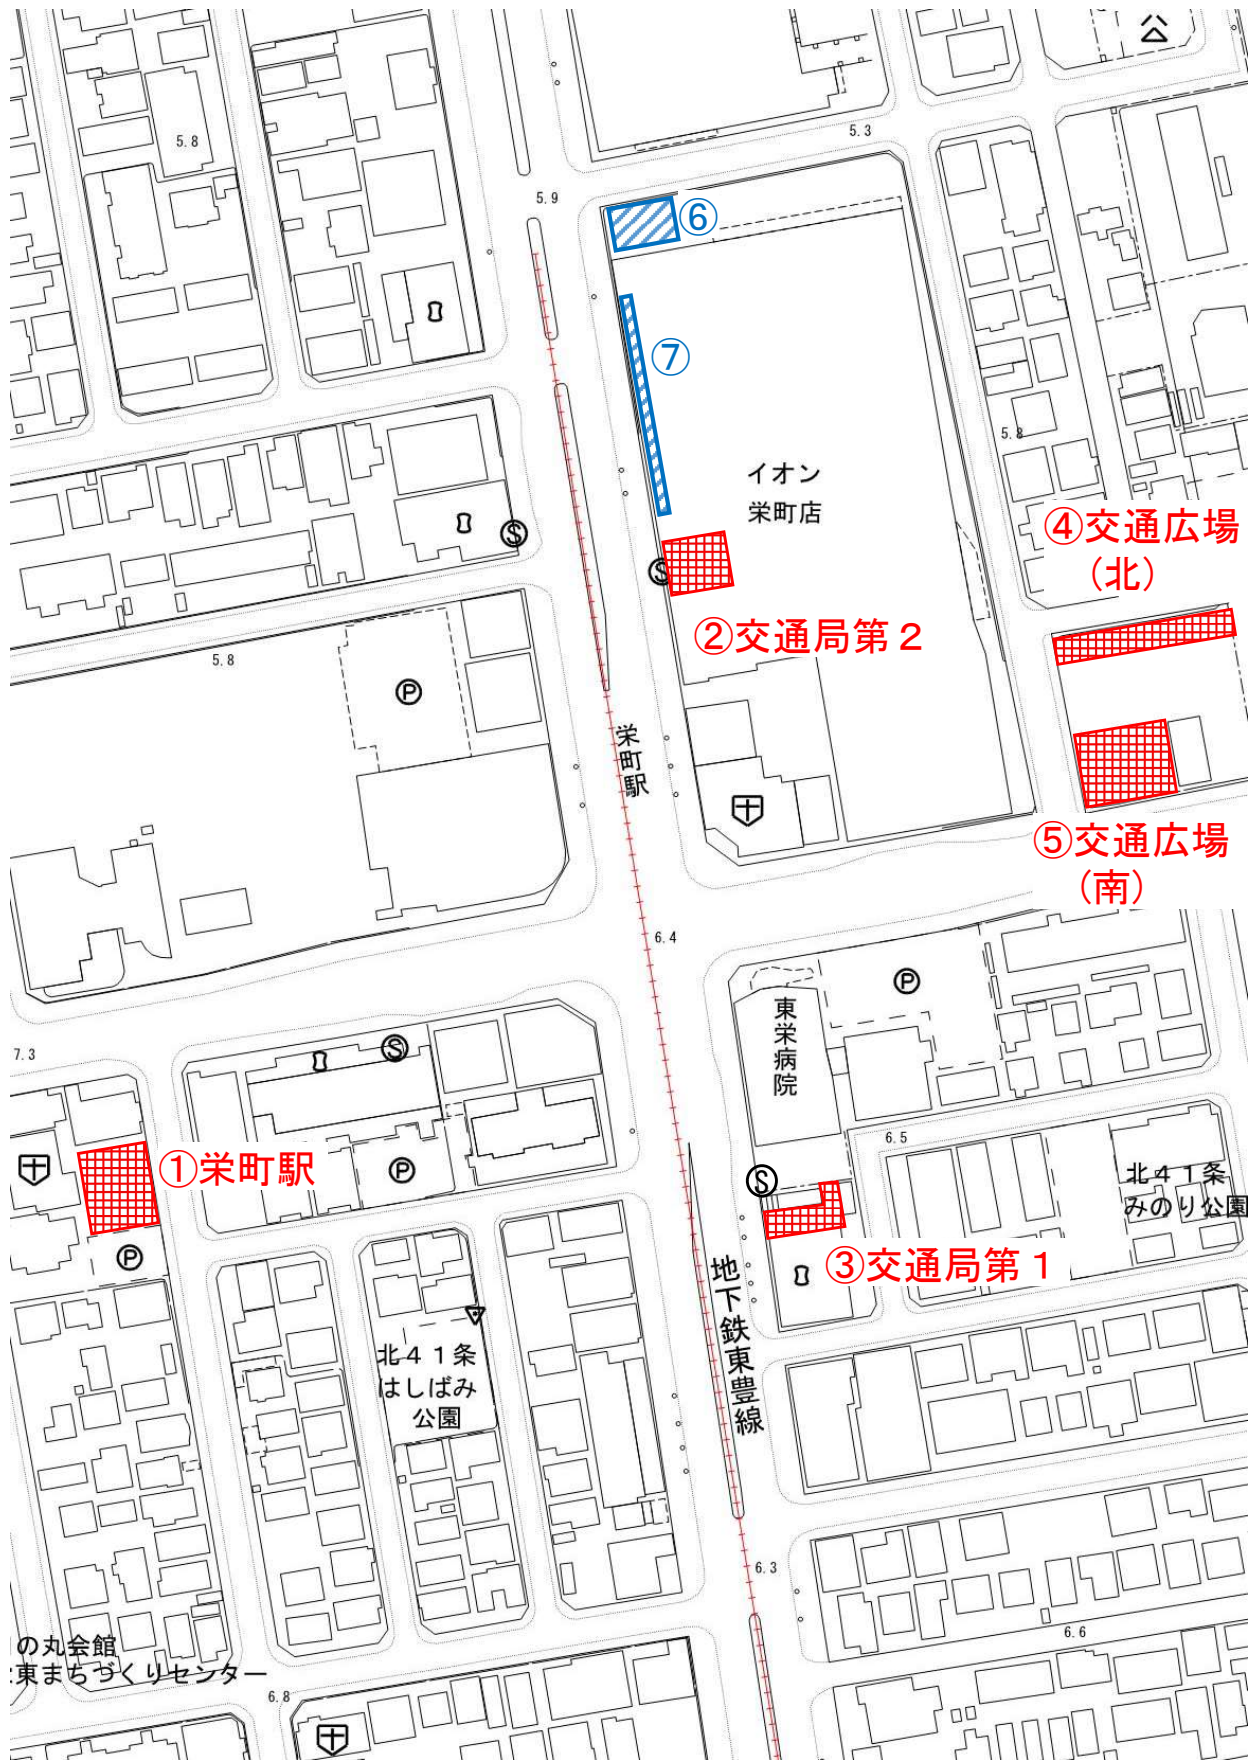 公
5.3
5.8
5.9
⑥
⑦
5.8
イオン
栄町店
④交通広場
（北）
Ⓢ
Ⓢ
②交通局第２
5.8
Ⓟ
栄町駅
⑤交通広場
（南）
6.4
Ⓟ
東栄病院
7.3
Ⓢ
6.5
①栄町駅
Ⓟ
Ⓢ
北４１条
みのり公園
Ⓟ
③交通局第１
地下鉄東豊線
北４１条
はしばみ
公園
6.3
6.6
の丸会館
東まちづくりセンター
6.8